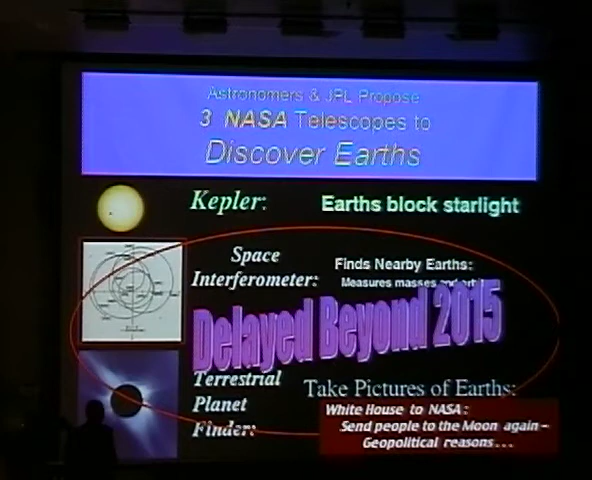 Astronomers & JPL Propose
3 NASA Telescopes to
Discover Earths
Kepler: Earths block starlight
Space
Interferometer:
Finds Nearby Earths:
Measures masses and
Delayed Beyond 2015
Terrestrial
Planet
Finder:
Take Pictures of Earths:
White House to NASA:
Send people to the Moon again -
Geopolitical reasons...